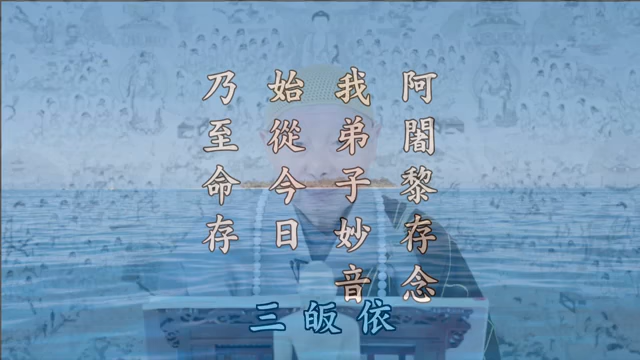 阿闍黎存念
我弟子妙音
始從今日
乃至命存
三皈依